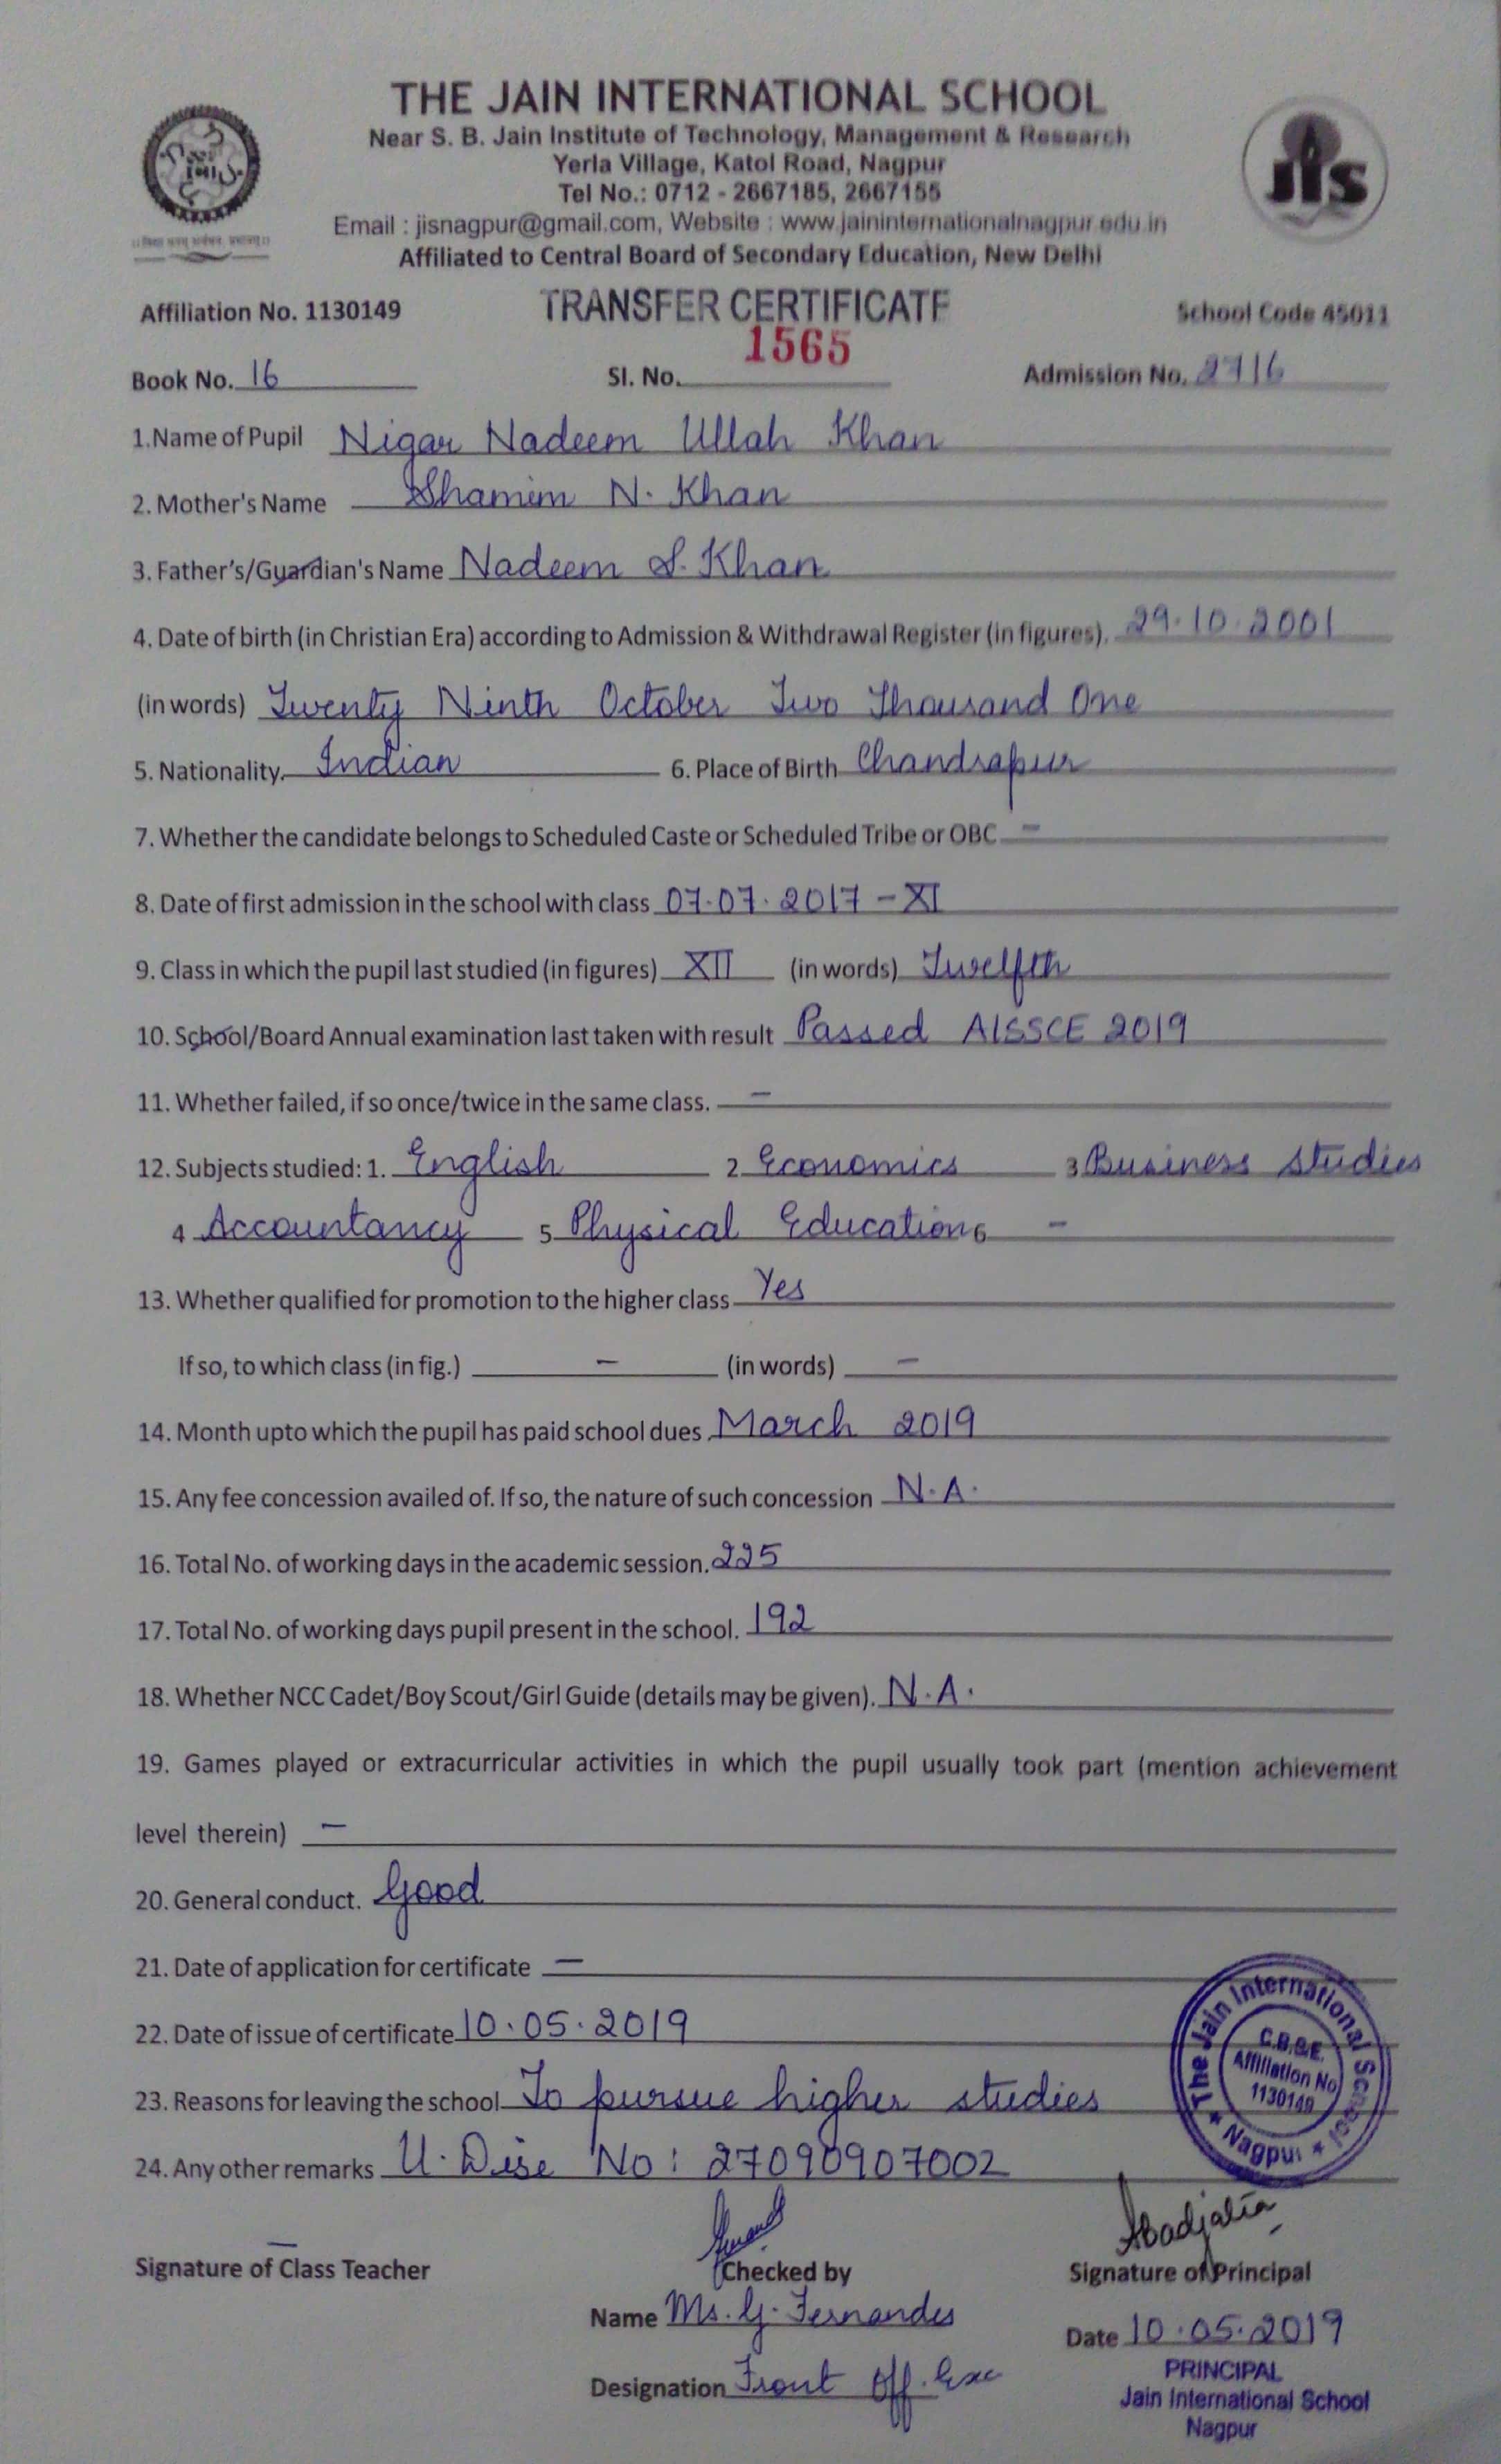 THE JAIN INTERNATIONAL SCHOOL
Near S. B. Jain Institute of Technology, Management & Research
Yerla Village, Katol Road, Nagpur
Tel No.: 0712 - 2667185, 2667155
Email : jisnagpur@gmail.com, Website : www.jaininternationalnagpur.edu.in
Affiliated to Central Board of Secondary Education, New Delhi
jis
Affiliation No. 1130149 TRANSFER CERTIFICATE School Code 45011
Book No. 16 Sl. No. 1565 Admission No. 2716
1.Name of Pupil Nigar Nadeem Ullah Khan
2. Mother's Name Shamim N. Khan
3. Father's/Guardian's Name Nadeem S. Khan
4. Date of birth (in Christian Era) according to Admission & Withdrawal Register (in figures). 29.10.2001
(in words) Twenty Ninth October Two Thousand One
5. Nationality. Indian 6. Place of Birth Chandrapur
7. Whether the candidate belongs to Scheduled Caste or Scheduled Tribe or OBC -
8. Date of first admission in the school with class 07.07.2017 - XI
9. Class in which the pupil last studied (in figures) XII (in words) Twelfth
10. School/Board Annual examination last taken with result Passed AISSCE 2019
11. Whether failed, if so once/twice in the same class. -
12. Subjects studied: 1. English 2 Economics 3 Business studies
4 Accountancy 5 Physical Education 6 -
13. Whether qualified for promotion to the higher class Yes
If so, to which class (in fig.) - (in words) -
14. Month upto which the pupil has paid school dues March 2019
15. Any fee concession availed of. If so, the nature of such concession N.A.
16. Total No. of working days in the academic session. 225
17. Total No. of working days pupil present in the school. 192
18. Whether NCC Cadet/Boy Scout/Girl Guide (details may be given). N.A.
19. Games played or extracurricular activities in which the pupil usually took part (mention achievement
level therein) -
20. General conduct. Good
21. Date of application for certificate -
22. Date of issue of certificate 10.05.2019
23. Reasons for leaving the school To pursue higher studies
24. Any other remarks U. Dise No: 27090907002
The Jain International School
C.B.S.E.
Affiliation No
1130149
* Nagpur *
Signature of Class Teacher Checked by Signature of Principal
Name Ms. G. Fernandes Date 10.05.2019
Designation Front Off. Exe
PRINCIPAL
Jain International School
Nagpur